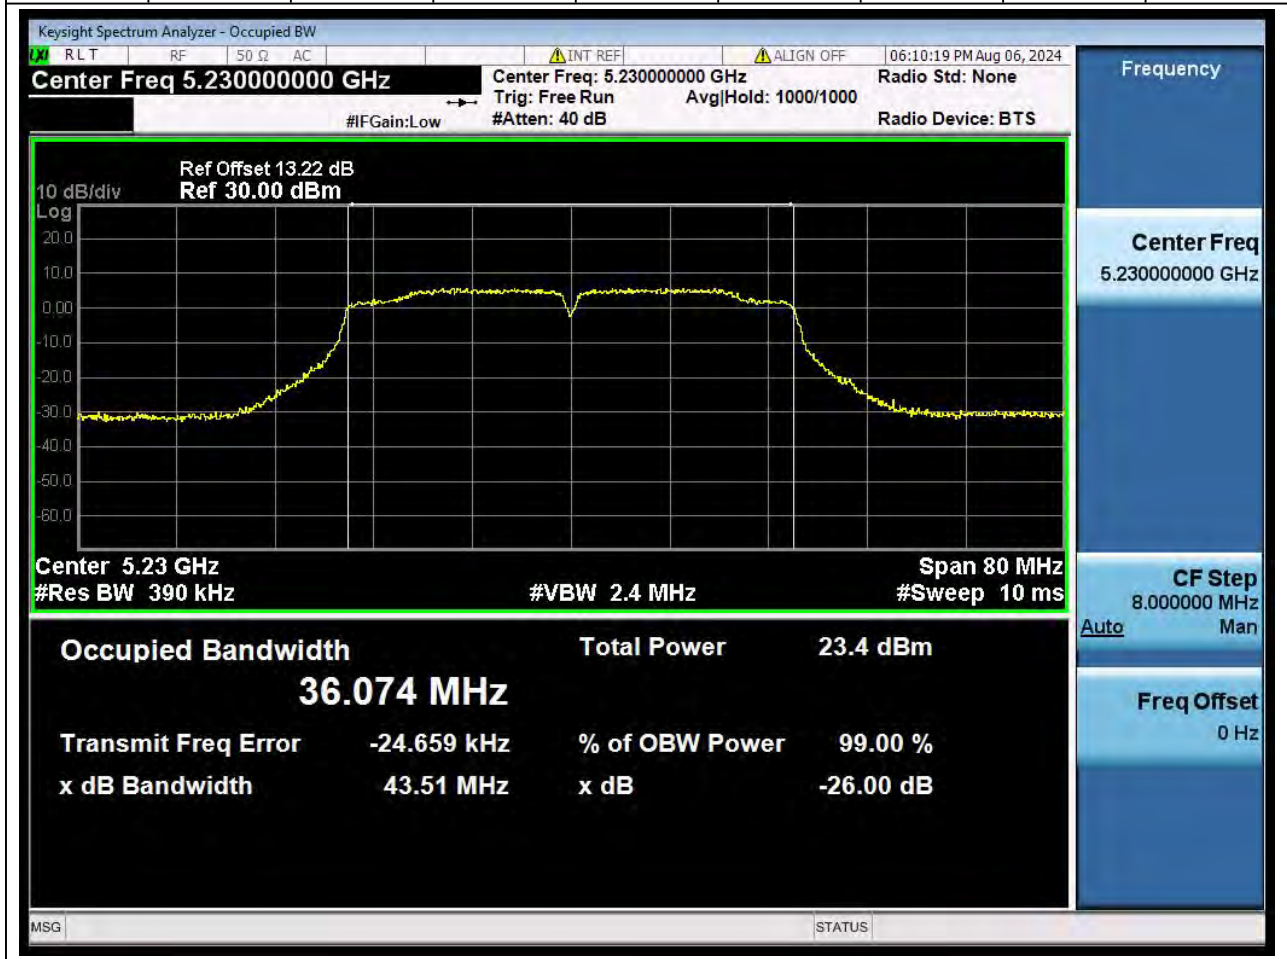 Keysight Spectrum Analyzer - Occupied BW
LXI RLT RF 50 Ω AC INT REF ALIGN OFF 06:10:19 PM Aug 06, 2024
Center Freq 5.230000000 GHz
Center Freq: 5.230000000 GHz
Radio Std: None
Trig: Free Run Avg|Hold: 1000/1000
#IFGain:Low
#Atten: 40 dB
Radio Device: BTS
Ref Offset 13.22 dB
10 dB/div Ref 30.00 dBm
Log
20.0
10.0
0.00
-10.0
-20.0
-30.0
-40.0
-50.0
-60.0
Center 5.23 GHz Span 80 MHz
#Res BW 390 kHz #VBW 2.4 MHz #Sweep 10 ms
Occupied Bandwidth Total Power 23.4 dBm
36.074 MHz
Transmit Freq Error -24.659 kHz % of OBW Power 99.00 %
x dB Bandwidth 43.51 MHz x dB -26.00 dB
MSG STATUS
Frequency
Center Freq
5.230000000 GHz
CF Step
8.000000 MHz
Auto Man
Freq Offset
0 Hz